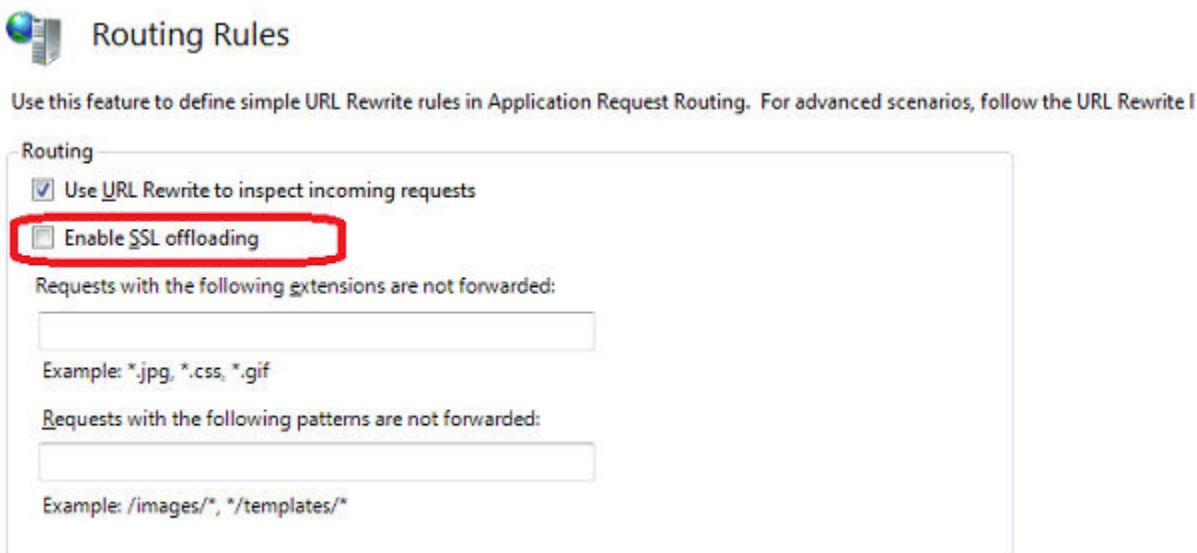 Routing Rules
Use this feature to define simple URL Rewrite rules in Application Request Routing. For advanced scenarios, follow the URL Rewrite
Routing
Use URL Rewrite to inspect incoming requests
Enable SSL offloading
Requests with the following extensions are not forwarded:
Example: *.jpg, *.css, *.gif
Requests with the following patterns are not forwarded:
Example: /images/*, */templates/*